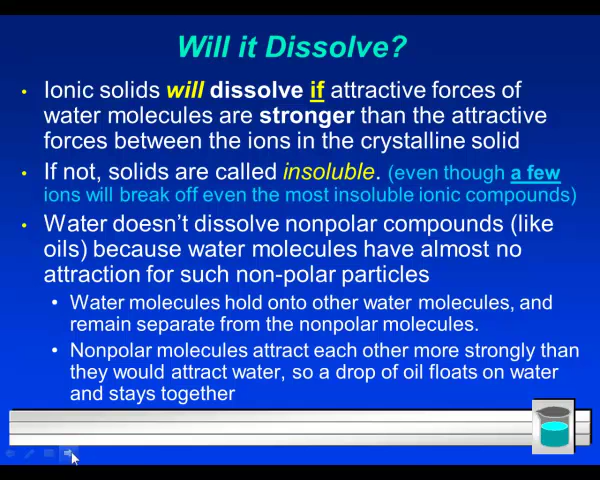 Will it Dissolve?
• Ionic solids will dissolve if attractive forces of
water molecules are stronger than the attractive
forces between the ions in the crystalline solid
• If not, solids are called insoluble. (even though a few
ions will break off even the most insoluble ionic compounds)
• Water doesn't dissolve nonpolar compounds (like
oils) because water molecules have almost no
attraction for such non-polar particles
• Water molecules hold onto other water molecules, and
remain separate from the nonpolar molecules.
• Nonpolar molecules attract each other more strongly than
they would attract water, so a drop of oil floats on water
and stays together